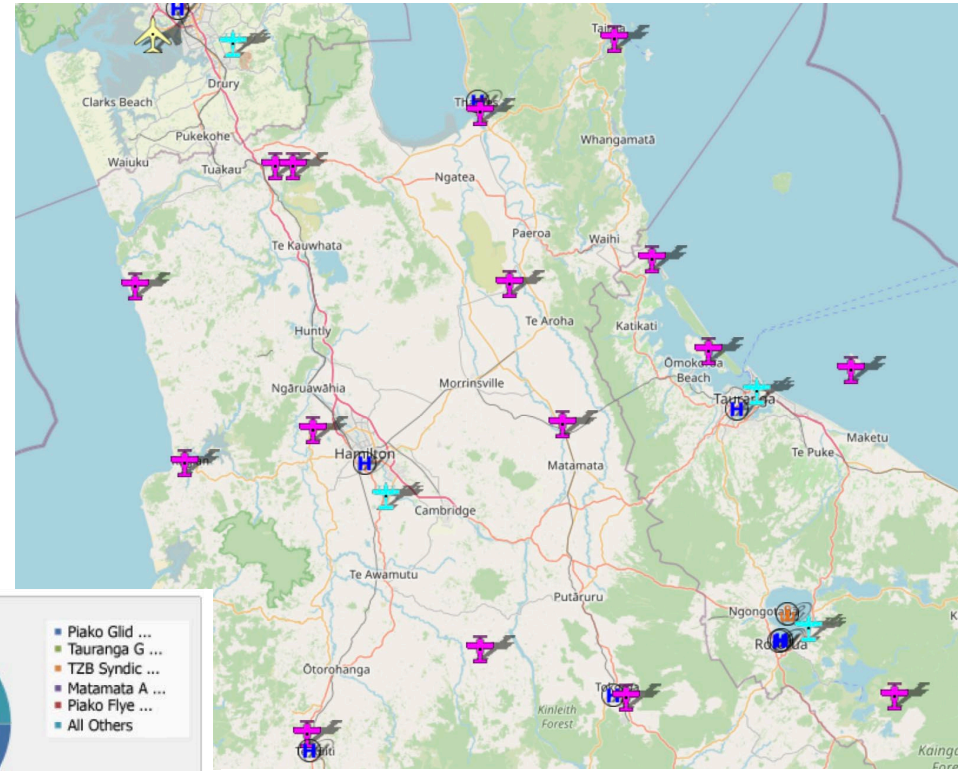 Drury
Clarks Beach
Pukekohe
Waiuku
Tuakau
Whangamatā
Ngatea
Te Kauwhata
Paeroa
Waihi
Te Aroha
Katikati
Huntly
Ōmokoroa
Beach
Ngāruawāhia
Morrinsville
Tauranga
Maketu
Te Puke
Hamilton
Matamata
Cambridge
Te Awamutu
Putāruru
Ngongotahā
Rotorua
Ōtorohanga
Kinleith
Forest
Piako Glid ...
Tauranga G ...
TZB Syndic ...
Matamata A ...
Piako Flye ...
All Others